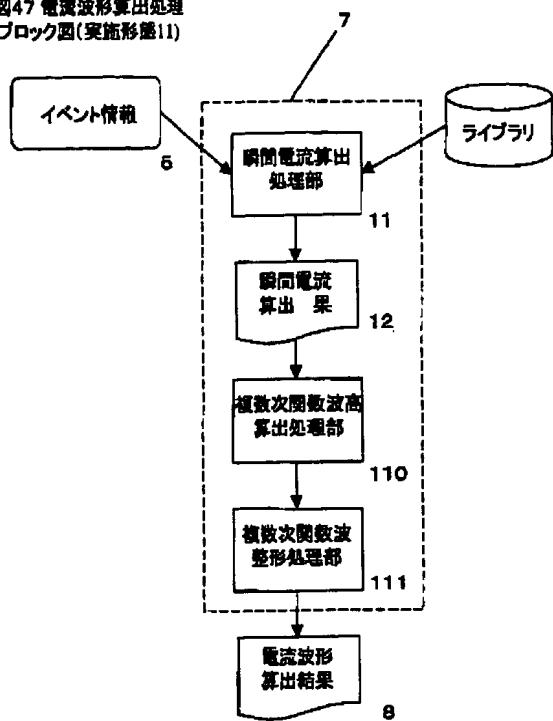 図47 電流波形算出処理
ブロック図(実施形態11)
7
イベント情報
5
ライブラリ
瞬間電流算出
処理部
11
瞬間電流
算出 果
12
複数次関数波高
算出処理部
110
複数次関数波
整形処理部
111
電流波形
算出結果
8